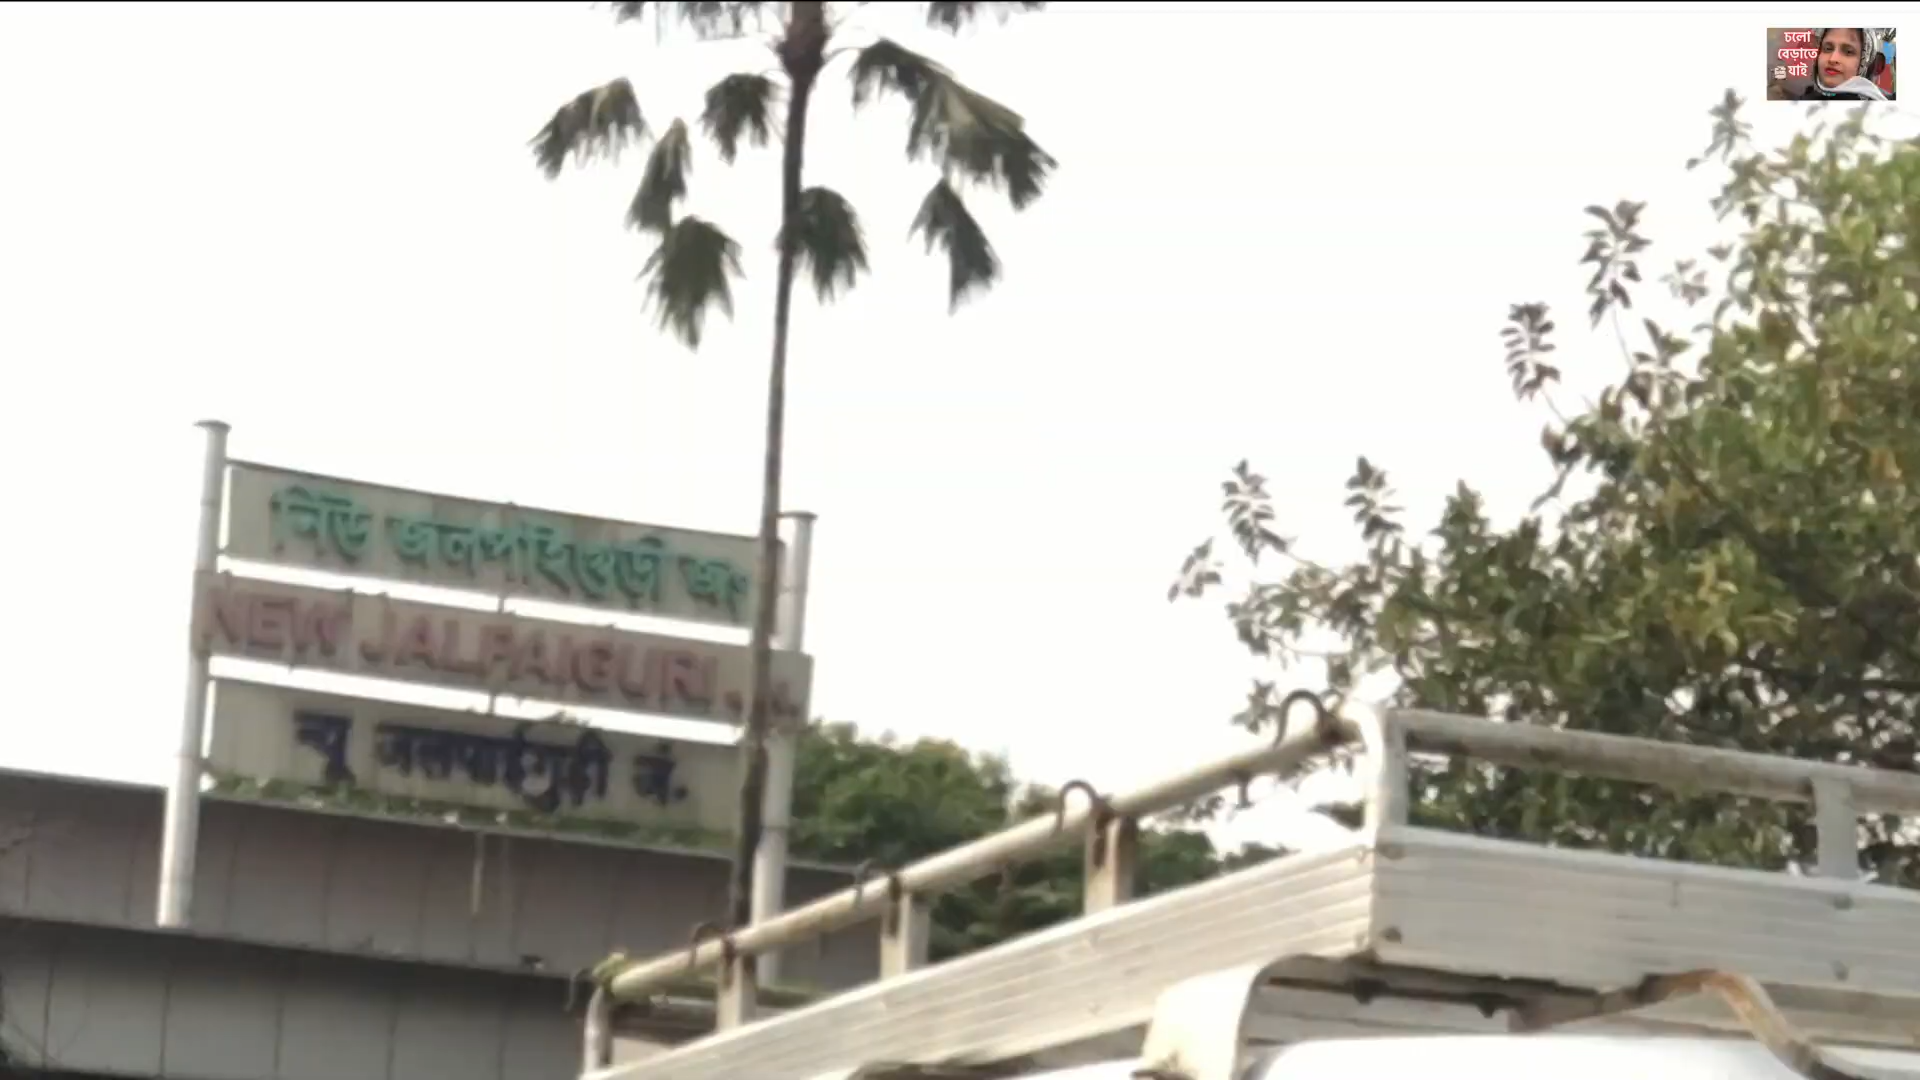 চলো
বেড়াতে
যাই
নিউ জলপাইগুড়ী জং
NEW JALPAIGURI
न्यू जलपाईगुड़ी जं.